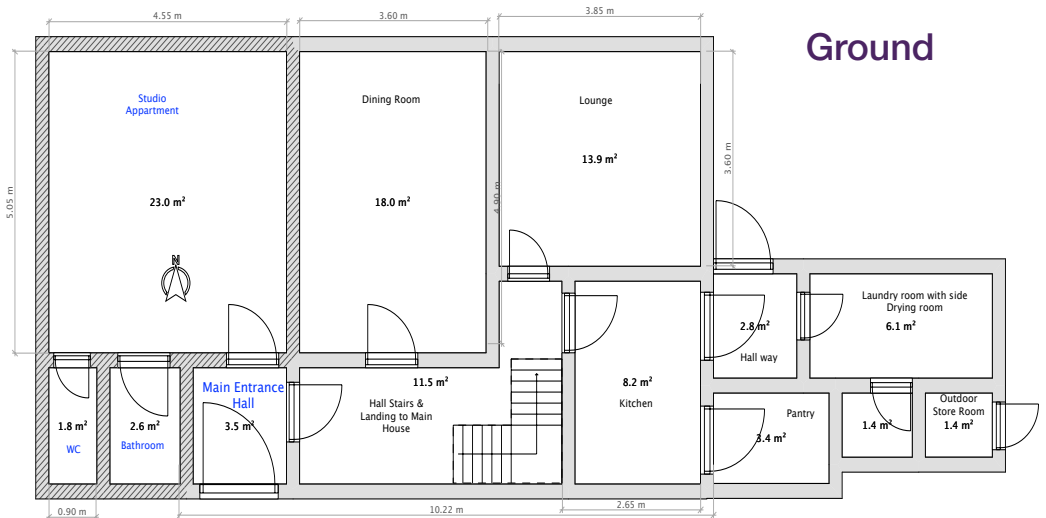 4.55 m
3.60 m
3.85 m
Ground
Studio
Appartment
Dining Room
Lounge
13.9 m²
3.60 m
5.05 m
23.0 m²
18.0 m²
4.90 m
N
Laundry room with side
Drying room
6.1 m²
2.8 m²
Hall way
Main Entrance
Hall
3.5 m²
11.5 m²
Hall Stairs &
Landing to Main
House
8.2 m²
Kitchen
Pantry
3.4 m²
1.4 m²
Outdoor
Store Room
1.4 m²
1.8 m²
WC
2.6 m²
Bathroom
0.90 m
10.22 m
2.65 m